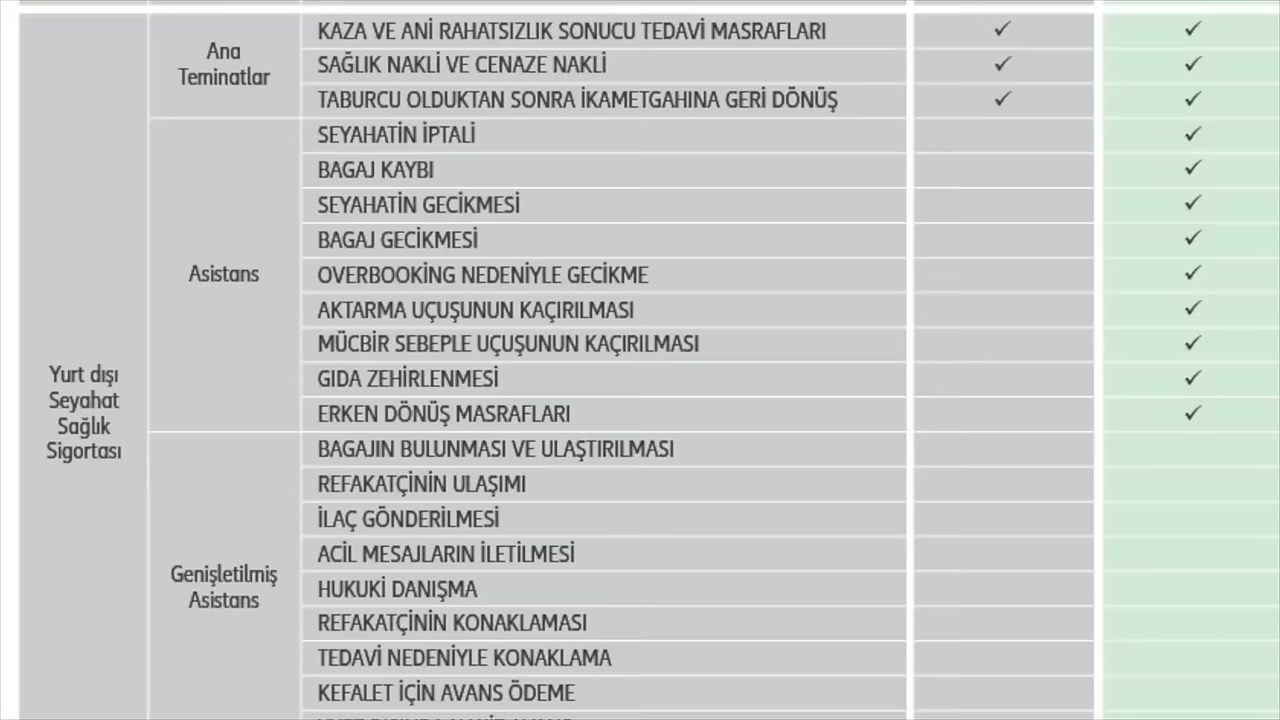 Yurt dışı
Seyahat
Sağlık
Sigortası
Ana
Teminatlar
KAZA VE ANİ RAHATSIZLIK SONUCU TEDAVİ MASRAFLARI ✓ ✓
SAĞLIK NAKLİ VE CENAZE NAKLİ ✓ ✓
TABURCU OLDUKTAN SONRA İKAMETGAHINA GERİ DÖNÜŞ ✓ ✓
Asistans
SEYAHATİN İPTALİ ✓
BAGAJ KAYBI ✓
SEYAHATİN GECİKMESİ ✓
BAGAJ GECİKMESİ ✓
OVERBOOKİNG NEDENİYLE GECİKME ✓
AKTARMA UÇUŞUNUN KAÇIRILMASI ✓
MÜCBİR SEBEPLE UÇUŞUNUN KAÇIRILMASI ✓
GIDA ZEHİRLENMESİ ✓
ERKEN DÖNÜŞ MASRAFLARI ✓
Genişletilmiş
Asistans
BAGAJIN BULUNMASI VE ULAŞTIRILMASI
REFAKATÇİNİN ULAŞIMI
İLAÇ GÖNDERİLMESİ
ACİL MESAJLARIN İLETİLMESİ
HUKUKİ DANIŞMA
REFAKATÇİNİN KONAKLAMASI
TEDAVİ NEDENİYLE KONAKLAMA
KEFALET İÇİN AVANS ÖDEME